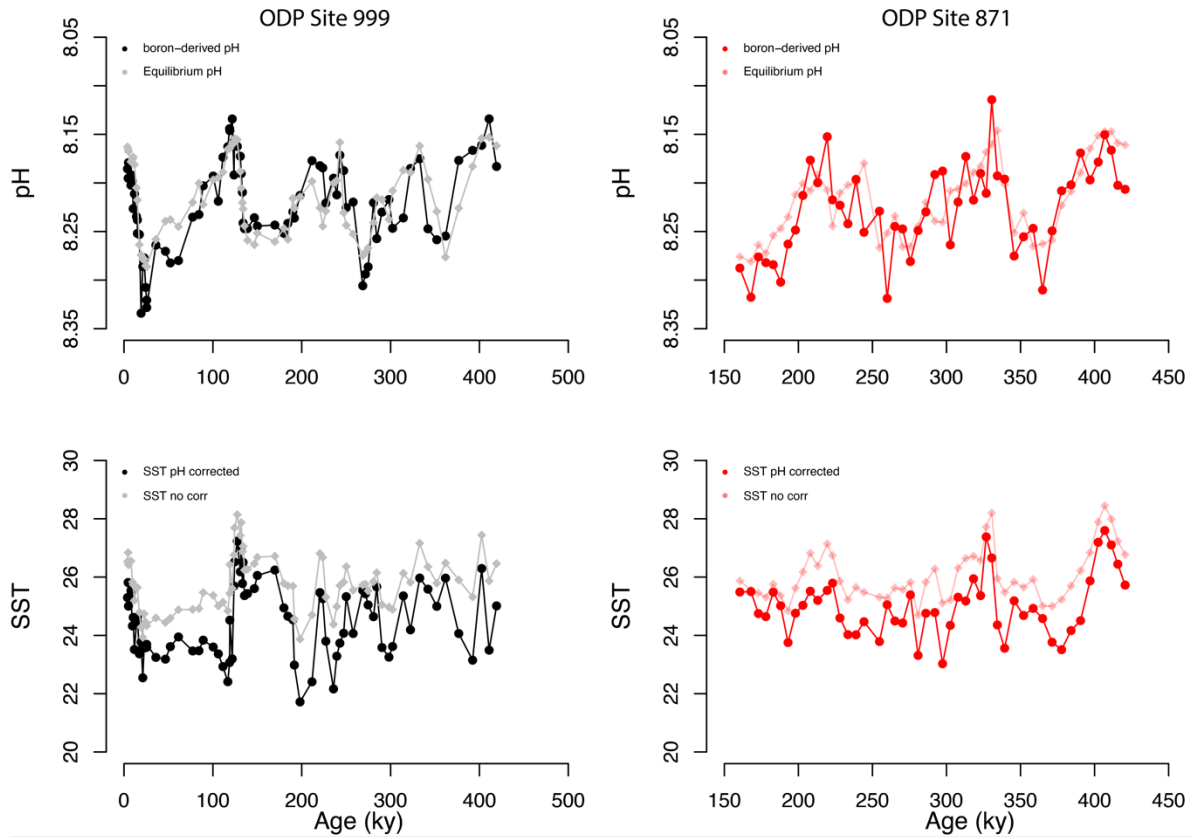 ODP Site 999
ODP Site 871
8.05
8.15
8.25
8.35
pH
boron-derived pH
Equilibrium pH
0
100
200
300
400
500
8.05
8.15
8.25
8.35
pH
boron-derived pH
Equilibrium pH
150
200
250
300
350
400
450
30
28
26
24
22
20
SST
SST pH corrected
SST no corr
0
100
200
300
400
500
Age (ky)
30
28
26
24
22
20
SST
SST pH corrected
SST no corr
150
200
250
300
350
400
450
Age (ky)